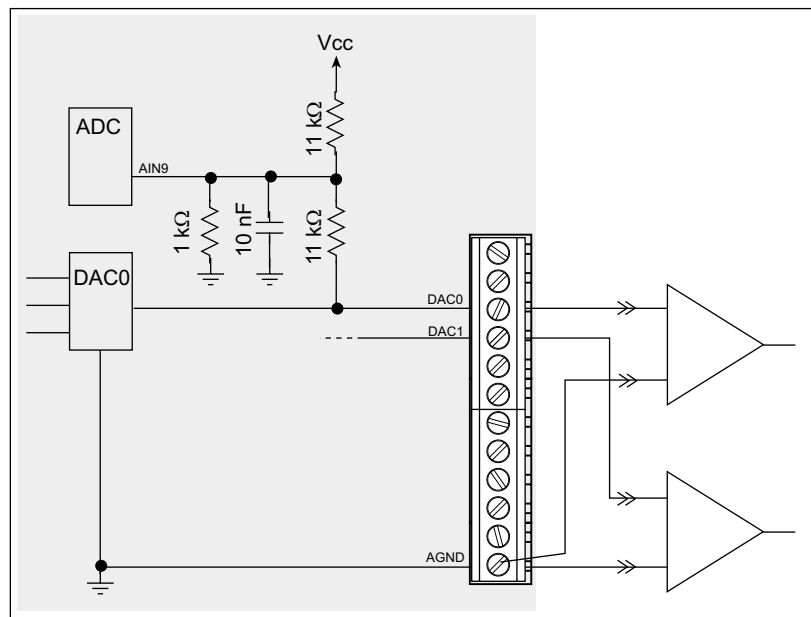 Vcc
11 kΩ
ADC
AIN9
1 kΩ
10 nF
11 kΩ
DAC0
DAC0
DAC1
AGND